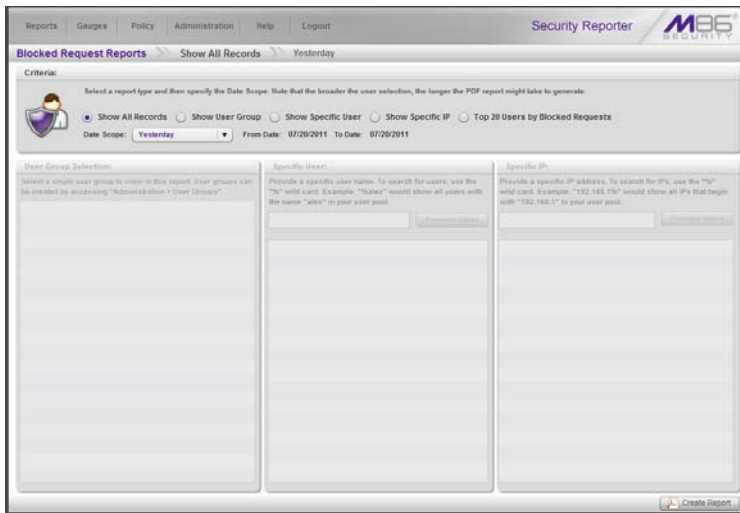 Reports Gauges Policy Administration Help Logout Security Reporter M86 SECURITY
Blocked Request Reports Show All Records Yesterday
Criteria:
Select a report type and then specify the Date Scope. Note that the broader the user selection, the longer the PDF report might take to generate.
Show All Records Show User Group Show Specific User Show Specific IP Top 20 Users by Blocked Requests
Date Scope: Yesterday From Date: 07/20/2011 To Date: 07/20/2011
User Group Selection:
Select a single user group to view in this report. User groups can
be created by accessing "Administration > User Groups".
Specific User:
Provide a specific user name. To search for users, use the
"%" wild card. Example: "%alex" would show all users with
the name "alex" in your user pool.
Specific IP:
Provide a specific IP address. To search for IPs, use the "%"
wild card. Example: "192.168.1%" would show all IPs that begin
with "192.168.1" in your user pool.
Create Report